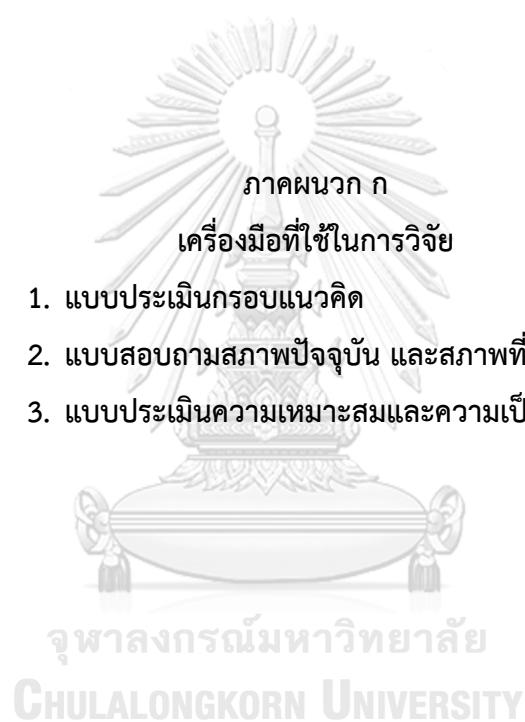 ภาคผนวก ก
เครื่องมือที่ใช้ในการวิจัย
1. แบบประเมินกรอบแนวคิด
2. แบบสอบถามสภาพปัจจุบัน และสภาพที่
3. แบบประเมินความเหมาะสมและความเป็
จุฬาลงกรณ์มหาวิทยาลัย
CHULALONGKORN UNIVERSITY